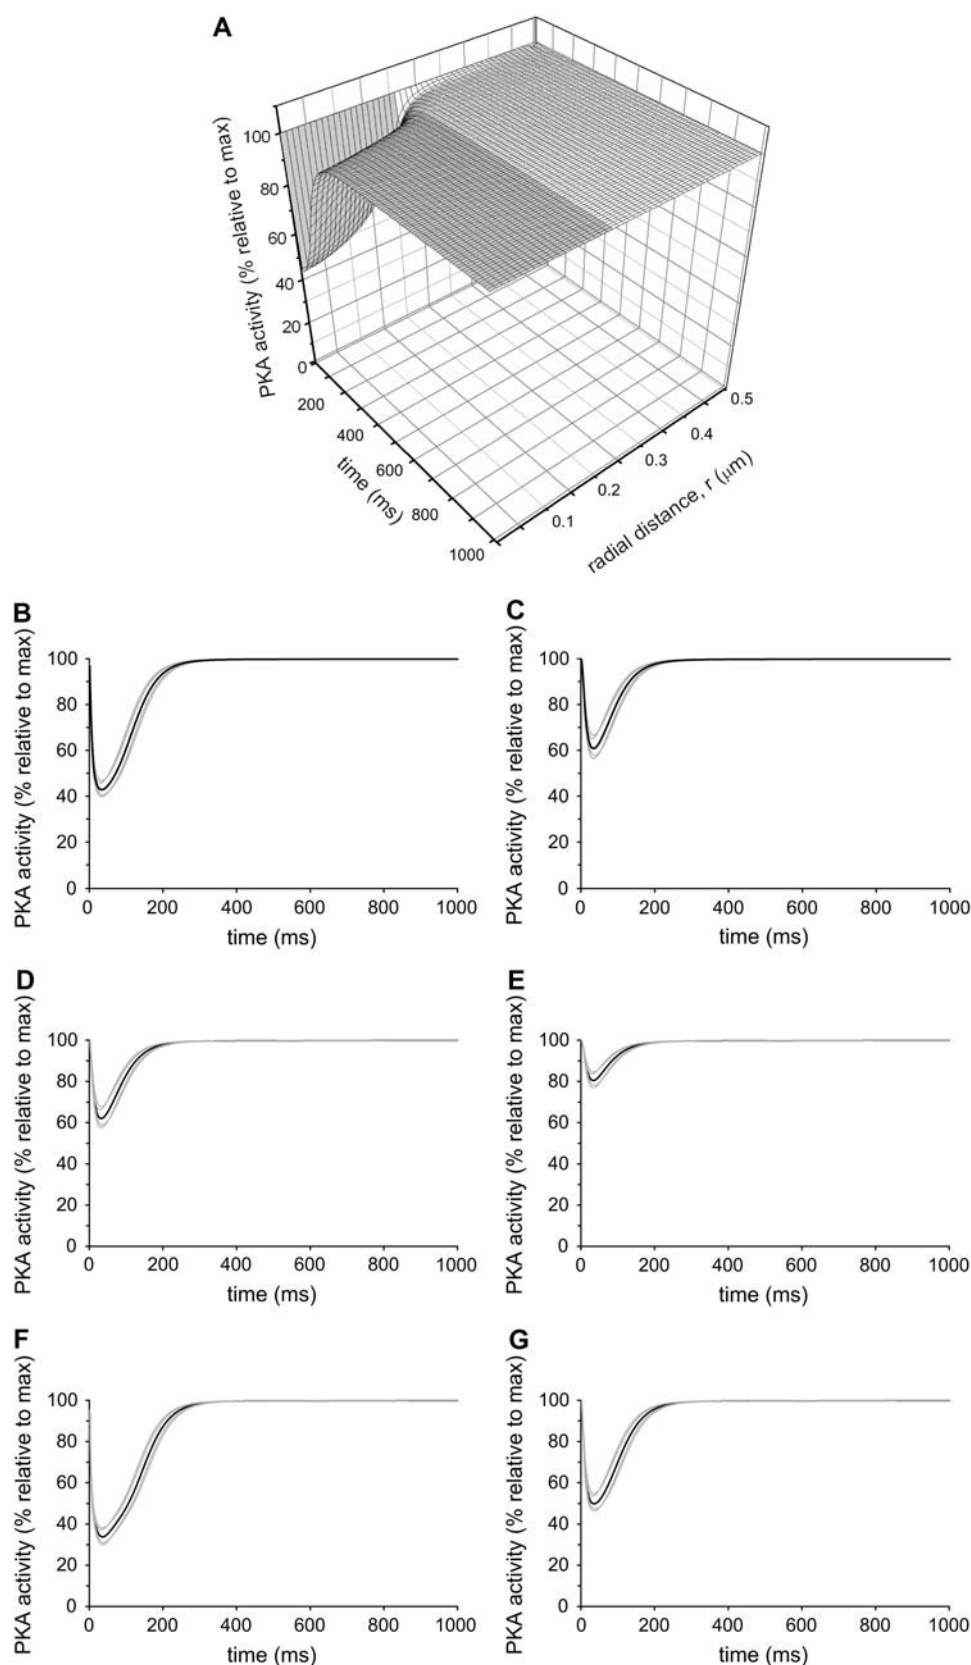 A
PKA activity (% relative to max)
100
80
60
40
20
0
200
400
600
800
1000
time (ms)
0.1
0.2
0.3
0.4
0.5
radial distance, r (μm)
B
PKA activity (% relative to max)
100
80
60
40
20
0
0 200 400 600 800 1000
time (ms)
C
PKA activity (% relative to max)
100
80
60
40
20
0
0 200 400 600 800 1000
time (ms)
D
PKA activity (% relative to max)
100
80
60
40
20
0
0 200 400 600 800 1000
time (ms)
E
PKA activity (% relative to max)
100
80
60
40
20
0
0 200 400 600 800 1000
time (ms)
F
PKA activity (% relative to max)
100
80
60
40
20
0
0 200 400 600 800 1000
time (ms)
G
PKA activity (% relative to max)
100
80
60
40
20
0
0 200 400 600 800 1000
time (ms)